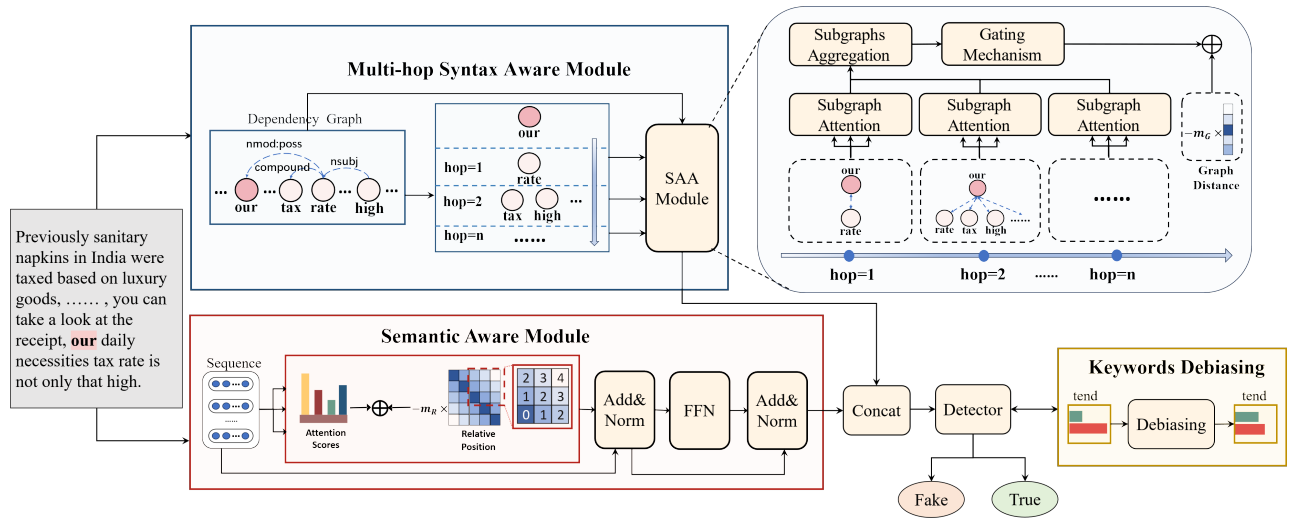 Previously sanitary
napkins in India were
taxed based on luxury
goods, …… , you can
take a look at the
receipt, our daily
necessities tax rate is
not only that high.
Multi-hop Syntax Aware Module
Dependency Graph
nmod:poss
compound
nsubj
...
...
...
...
our
tax
rate
high
our
hop=1
rate
hop=2
tax
high
...
hop=n
......
SAA
Module
Subgraphs
Aggregation
Gating
Mechanism
Subgraph
Attention
Subgraph
Attention
Subgraph
Attention
−m_G ×
Graph
Distance
our
rate
our
rate
tax
high
......
......
hop=1
hop=2
......
hop=n
Semantic Aware Module
Sequence
......
Attention
Scores
−m_R ×
Relative
Position
2 3 4
1 2 3
0 1 2
Add&
Norm
FFN
Add&
Norm
Concat
Detector
Fake
True
Keywords Debiasing
tend
Debiasing
tend